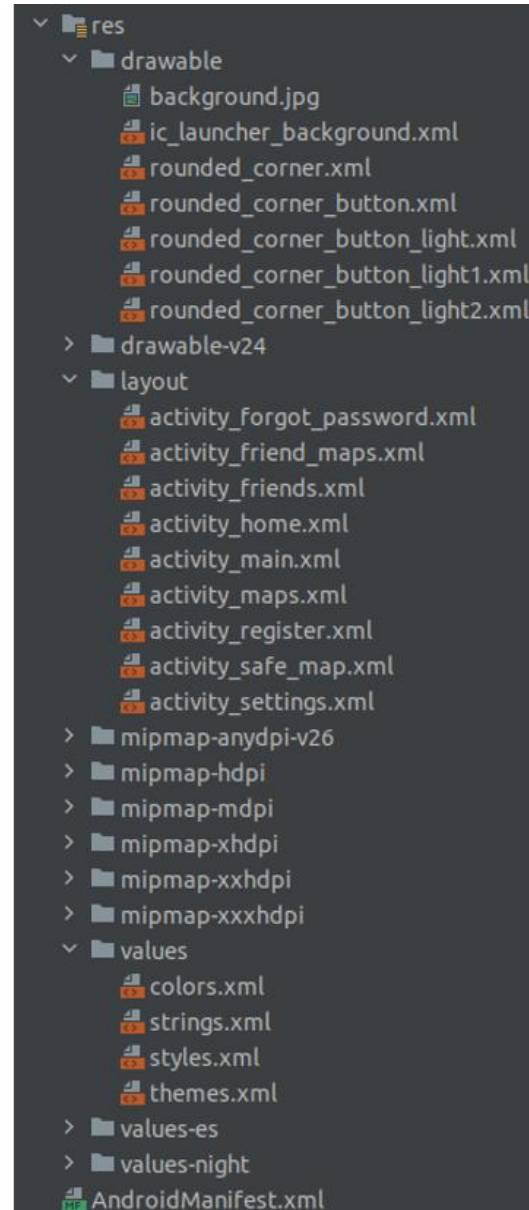 res
drawable
background.jpg
ic_launcher_background.xml
rounded_corner.xml
rounded_corner_button.xml
rounded_corner_button_light.xml
rounded_corner_button_light1.xml
rounded_corner_button_light2.xml
drawable-v24
layout
activity_forgot_password.xml
activity_friend_maps.xml
activity_friends.xml
activity_home.xml
activity_main.xml
activity_maps.xml
activity_register.xml
activity_safe_map.xml
activity_settings.xml
mipmap-anydpi-v26
mipmap-hdpi
mipmap-mdpi
mipmap-xhdpi
mipmap-xxhdpi
mipmap-xxxhdpi
values
colors.xml
strings.xml
styles.xml
themes.xml
values-es
values-night
AndroidManifest.xml